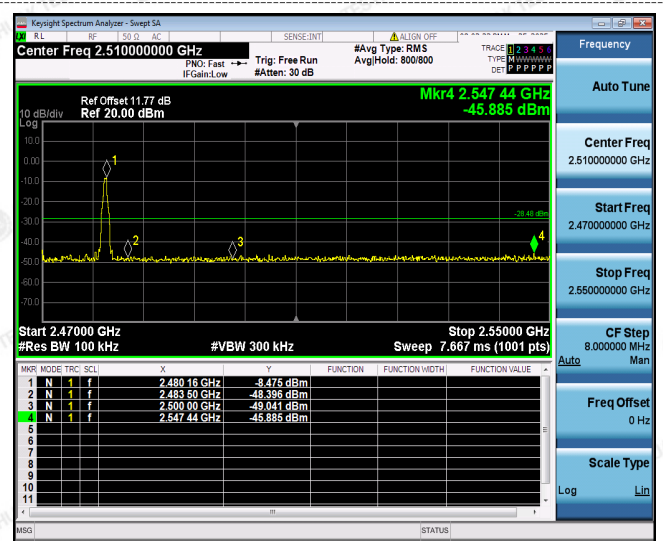 Keysight Spectrum Analyzer - Swept SA
LXI RL RF 50 Ω AC SENSE:INT ALIGN OFF
Center Freq 2.510000000 GHz
PNO: Fast
IFGain:Low
Trig: Free Run
#Atten: 30 dB
#Avg Type: RMS
Avg|Hold: 800/800
TRACE 1 2 3 4 5 6
TYPE M WWWWW
DET P P P P P P
Ref Offset 11.77 dB
Ref 20.00 dBm
10 dB/div
Log
Mkr4 2.547 44 GHz
-45.885 dBm
10.0
0.00
-10.0
-20.0
-30.0
-40.0
-50.0
-60.0
-70.0
1
2
3
4
-28.48 dBm
Start 2.47000 GHz Stop 2.55000 GHz
#Res BW 100 kHz #VBW 300 kHz Sweep 7.667 ms (1001 pts)
MKR MODE TRC SCL X Y FUNCTION FUNCTION WIDTH FUNCTION VALUE
1 N 1 f 2.480 16 GHz -8.475 dBm
2 N 1 f 2.483 50 GHz -48.396 dBm
3 N 1 f 2.500 00 GHz -49.041 dBm
4 N 1 f 2.547 44 GHz -45.885 dBm
5
6
7
8
9
10
11
MSG STATUS
Frequency
Auto Tune
Center Freq
2.510000000 GHz
Start Freq
2.470000000 GHz
Stop Freq
2.550000000 GHz
CF Step
8.000000 MHz
Auto Man
Freq Offset
0 Hz
Scale Type
Log Lin